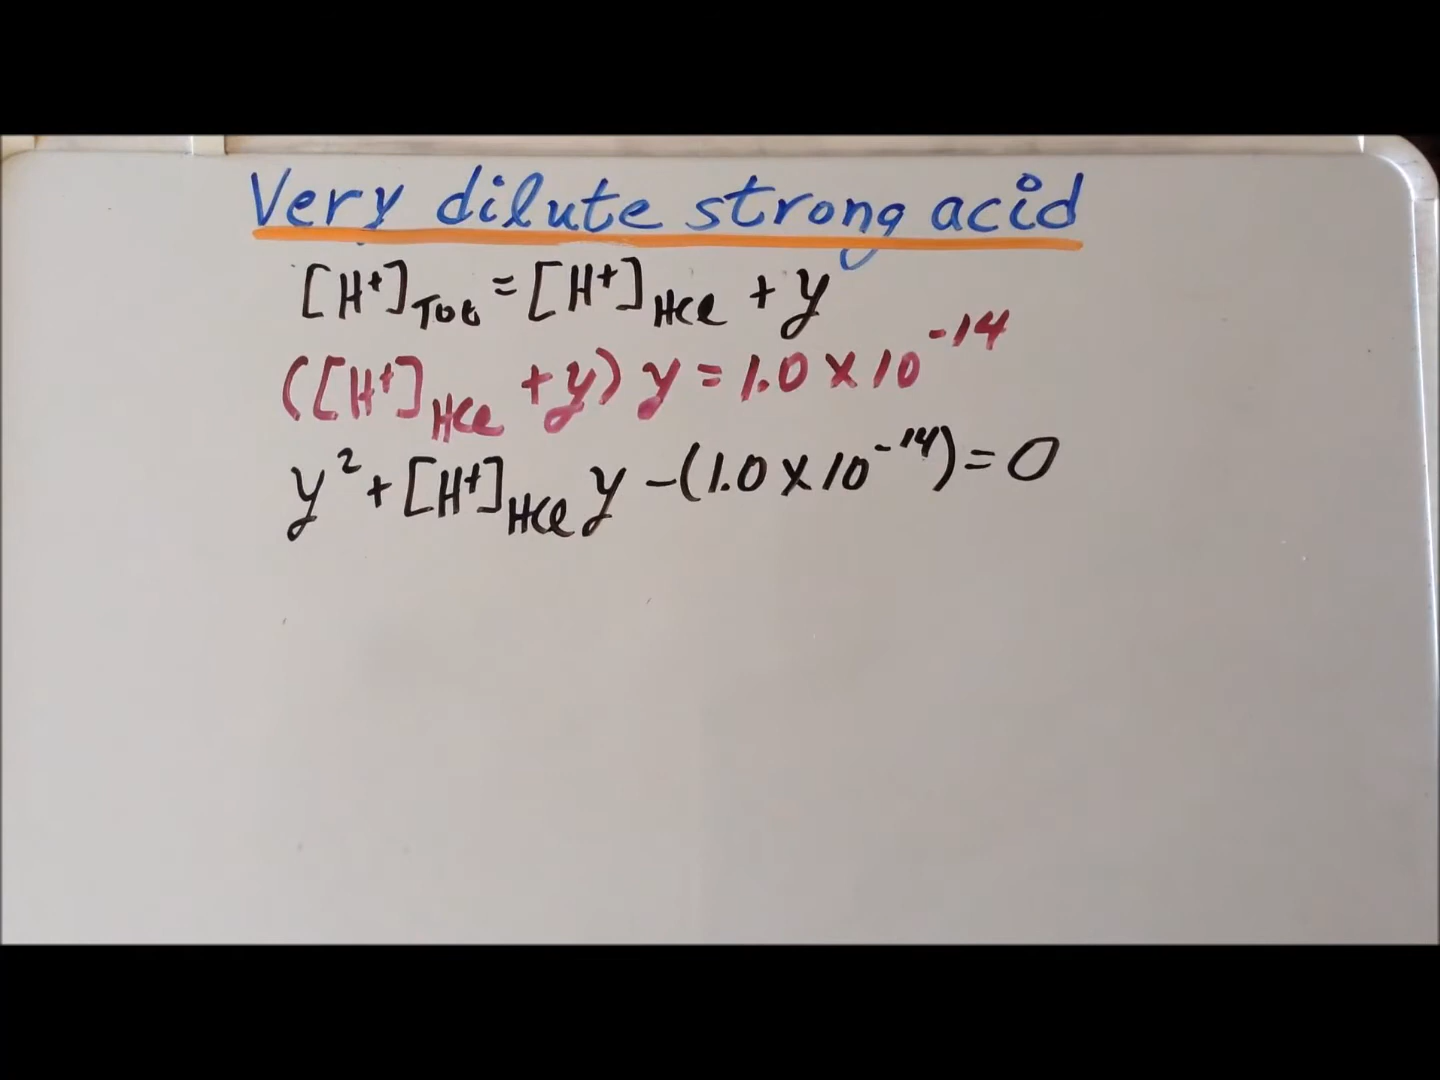 Very dilute strong acid
[H⁺]Tot = [H⁺]HCl + y
([H⁺]HCl + y) y = 1.0 x 10⁻¹⁴
y² + [H⁺]HCl y - (1.0 x 10⁻¹⁴) = 0